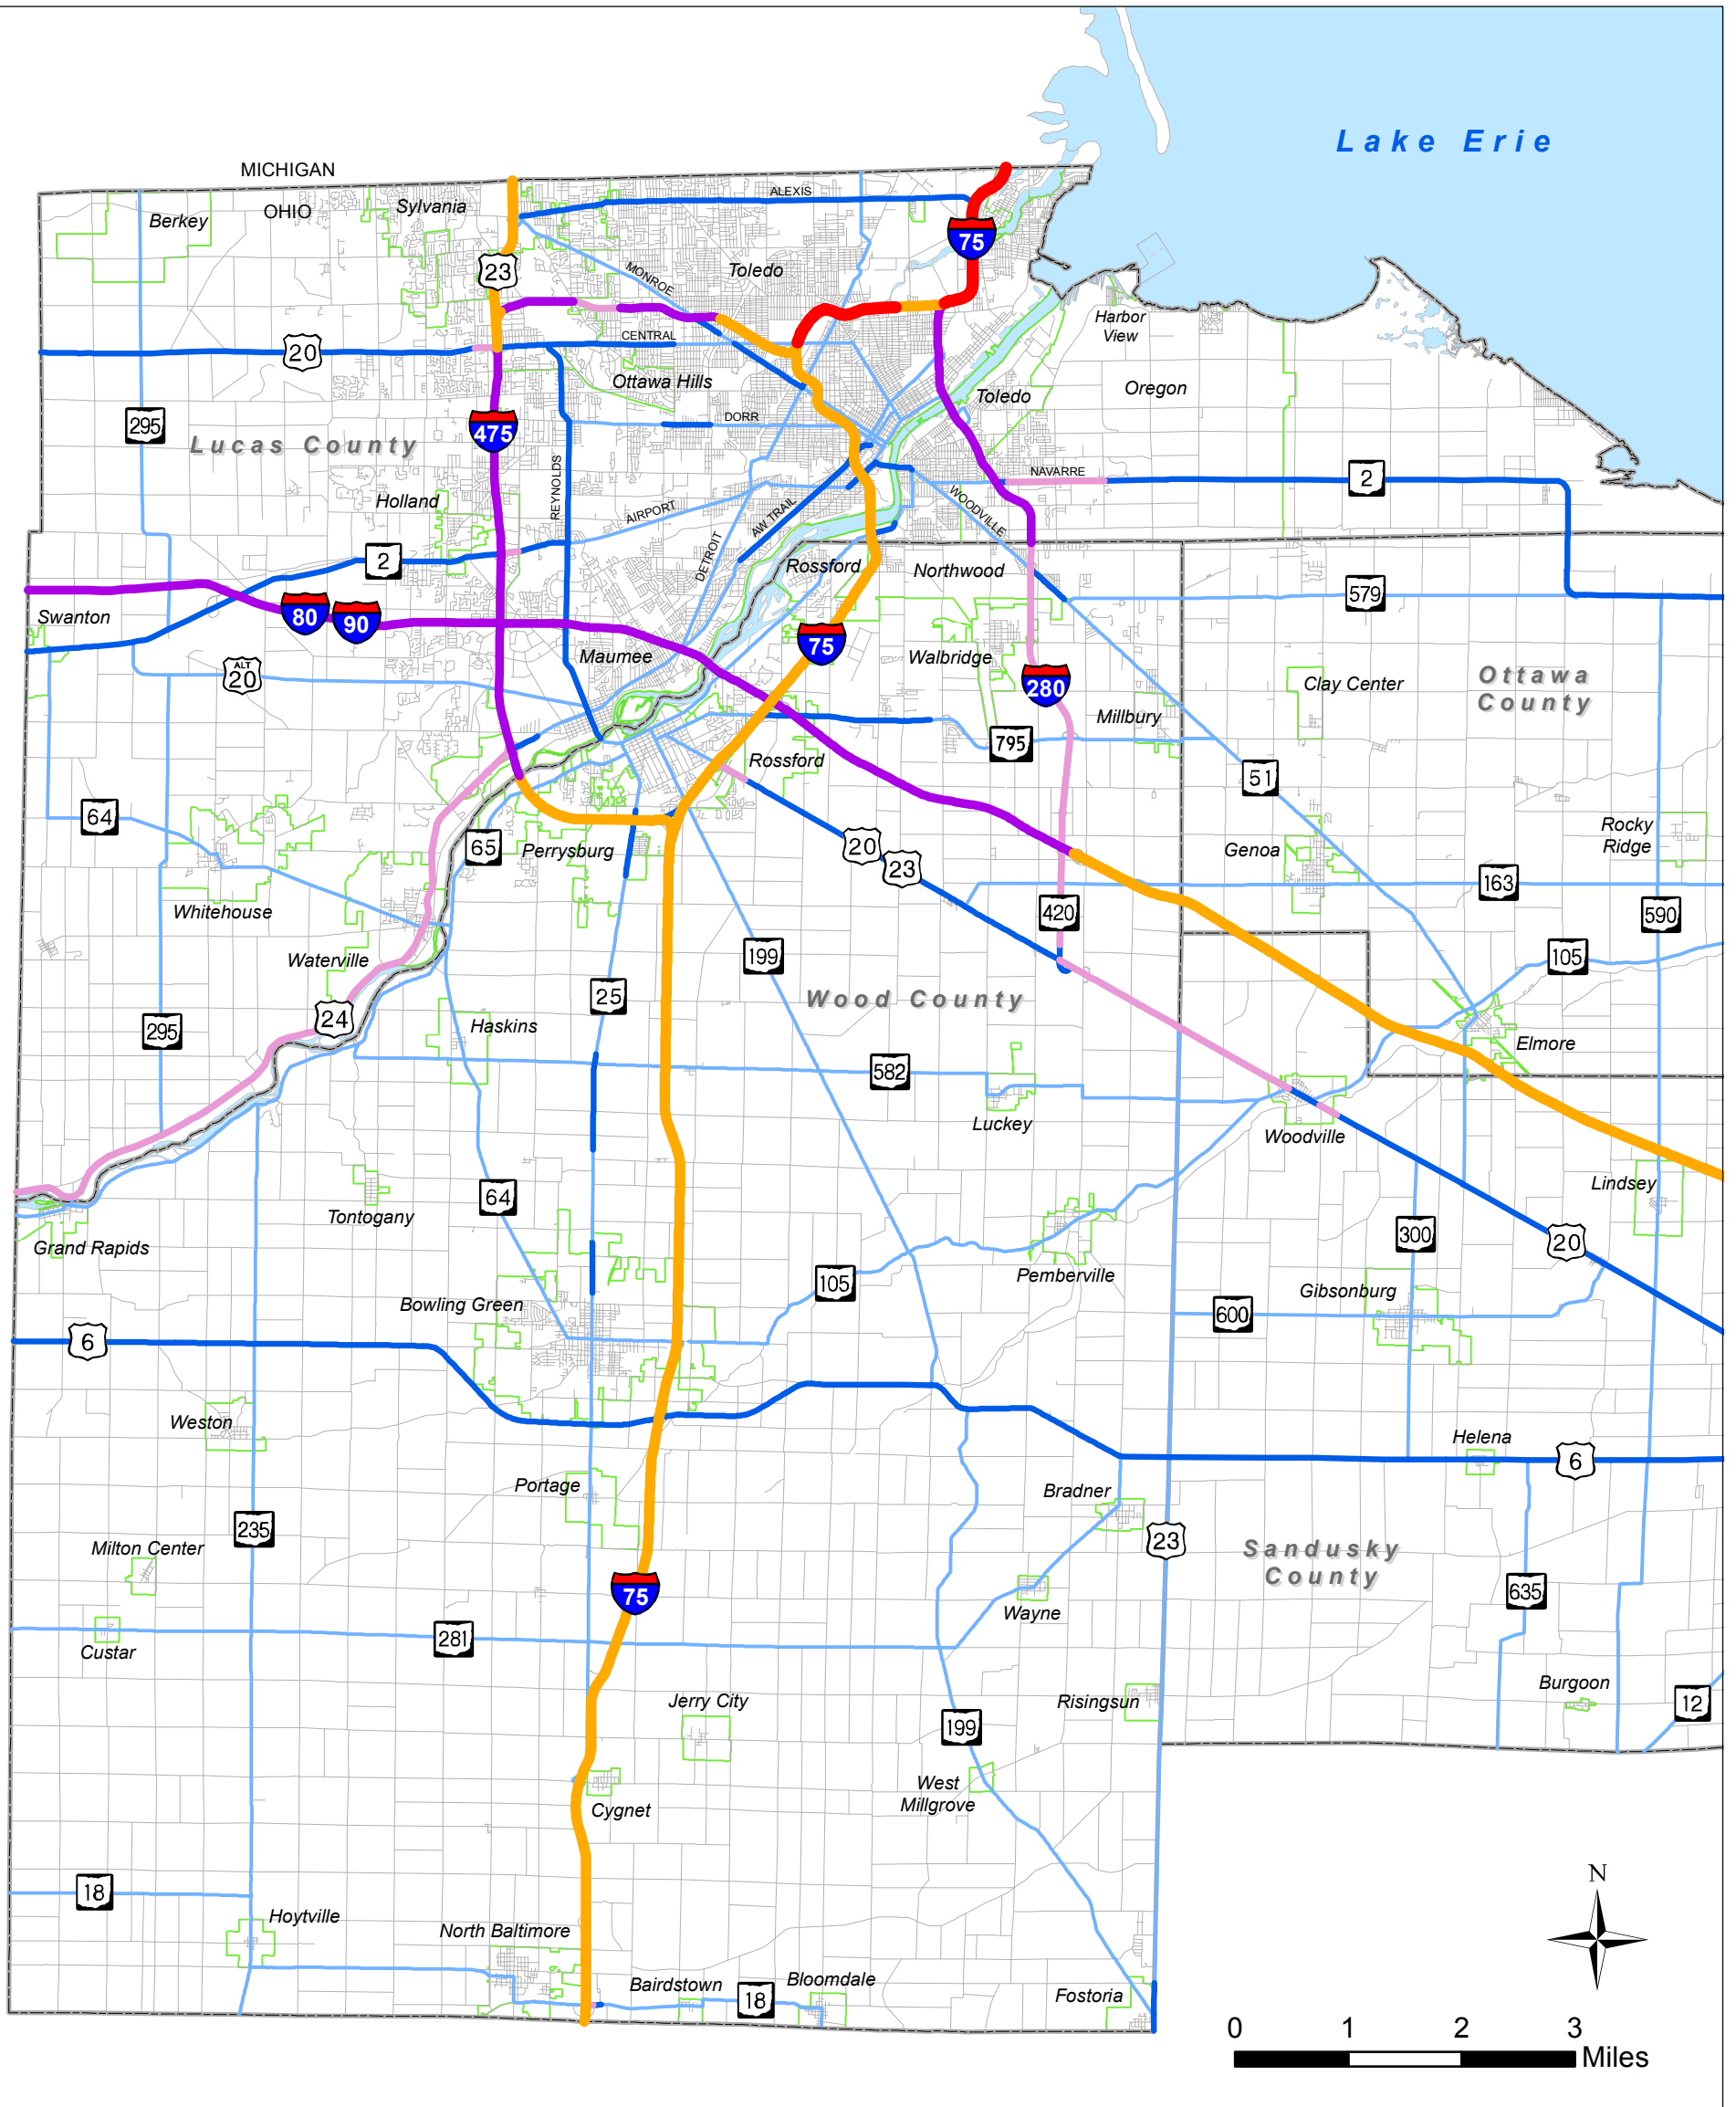 Lake Erie
MICHIGAN
OHIO
Berkey
Sylvania
ALEXIS
75
23
MONROE
Toledo
Harbor
View
CENTRAL
20
Ottawa Hills
Toledo
Oregon
295
DORR
475
Lucas County
REYNOLDS
NAVARRE
2
Holland
AIRPORT
AW TRAIL
WOODVILLE
DETROIT
2
Rossford
Northwood
579
Swanton
80
90
75
Maumee
Walbridge
ALT
20
280
Clay Center
Ottawa
County
Millbury
795
Rossford
51
64
65
Perrysburg
20
23
Genoa
Rocky
Ridge
163
Whitehouse
420
590
Waterville
199
105
25
Wood County
24
295
Haskins
582
Elmore
Luckey
Woodville
64
Tontogany
Lindsey
Grand Rapids
300
20
105
Pemberville
Gibsonburg
Bowling Green
600
6
Weston
Helena
6
Portage
Bradner
235
23
Milton Center
Sandusky
County
75
635
Wayne
281
Custar
Jerry City
Risingsun
Burgoon
12
199
West
Millgrove
Cygnet
18
Hoytville
North Baltimore
N
Bairdstown
Bloomdale
18
Fostoria
0 1 2 3
Miles